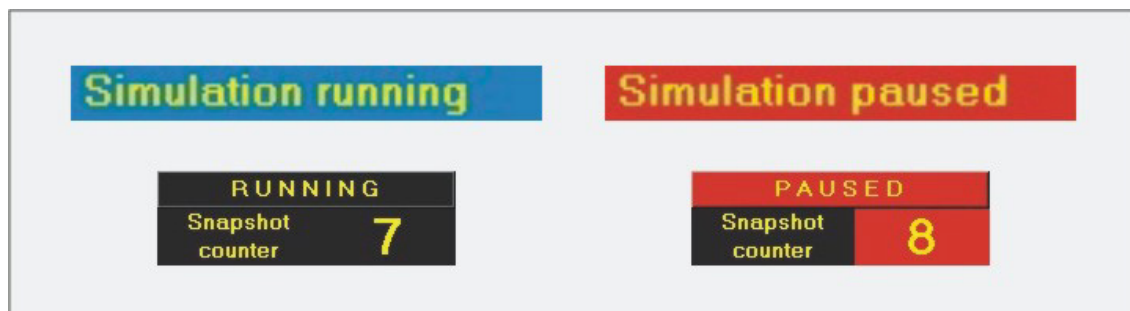 Simulation running
Simulation paused
RUNNING
Snapshot
counter
7
PAUSED
Snapshot
counter
8